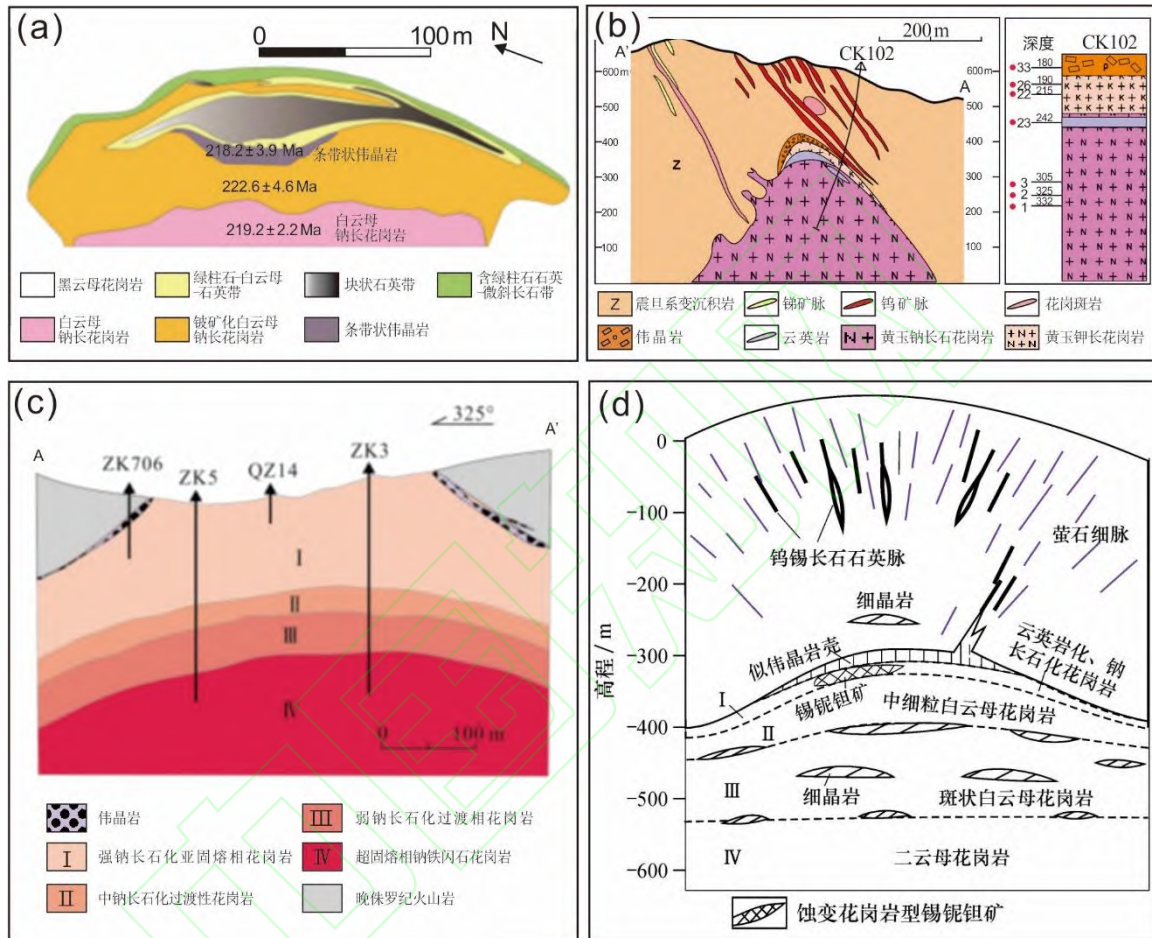 (a)
0
100m
N
218.2±3.9 Ma
条带状伟晶岩
222.6±4.6 Ma
219.2±2.2 Ma
白云母
钠长花岗岩
黑云母花岗岩
绿柱石-白云母
-石英带
块状石英带
含绿柱石石英
-微斜长石带
白云母
钠长花岗岩
铍矿化白云母
钠长花岗岩
条带状伟晶岩
(b)
200m
A'
CK102
A
600m
500
400
300
200
100
600m
500
400
300
200
100
Z
深度
CK102
33
180
26
190
22
215
23
242
3
305
2
325
1
332
Z
震旦系变沉积岩
锑矿脉
钨矿脉
花岗斑岩
伟晶岩
云英岩
N
黄玉钠长石花岗岩
黄玉钾长花岗岩
(c)
325°
A
A'
ZK706
ZK5
QZ14
ZK3
I
II
III
IV
0
100 m
伟晶岩
III
弱钠长石化过渡相花岗岩
I
强钠长石化亚固熔相花岗岩
IV
超固熔相钠铁闪石花岗岩
II
中钠长石化过渡性花岗岩
晚侏罗纪火山岩
(d)
高程/m
0
−100
−200
−300
−400
−500
−600
钨锡长石石英脉
萤石细脉
细晶岩
似伟晶岩壳
云英岩化、钠
长石化花岗岩
锡铌钽矿
中细粒白云母花岗岩
I
II
III
细晶岩
斑状白云母花岗岩
IV
二云母花岗岩
蚀变花岗岩型锡铌钽矿